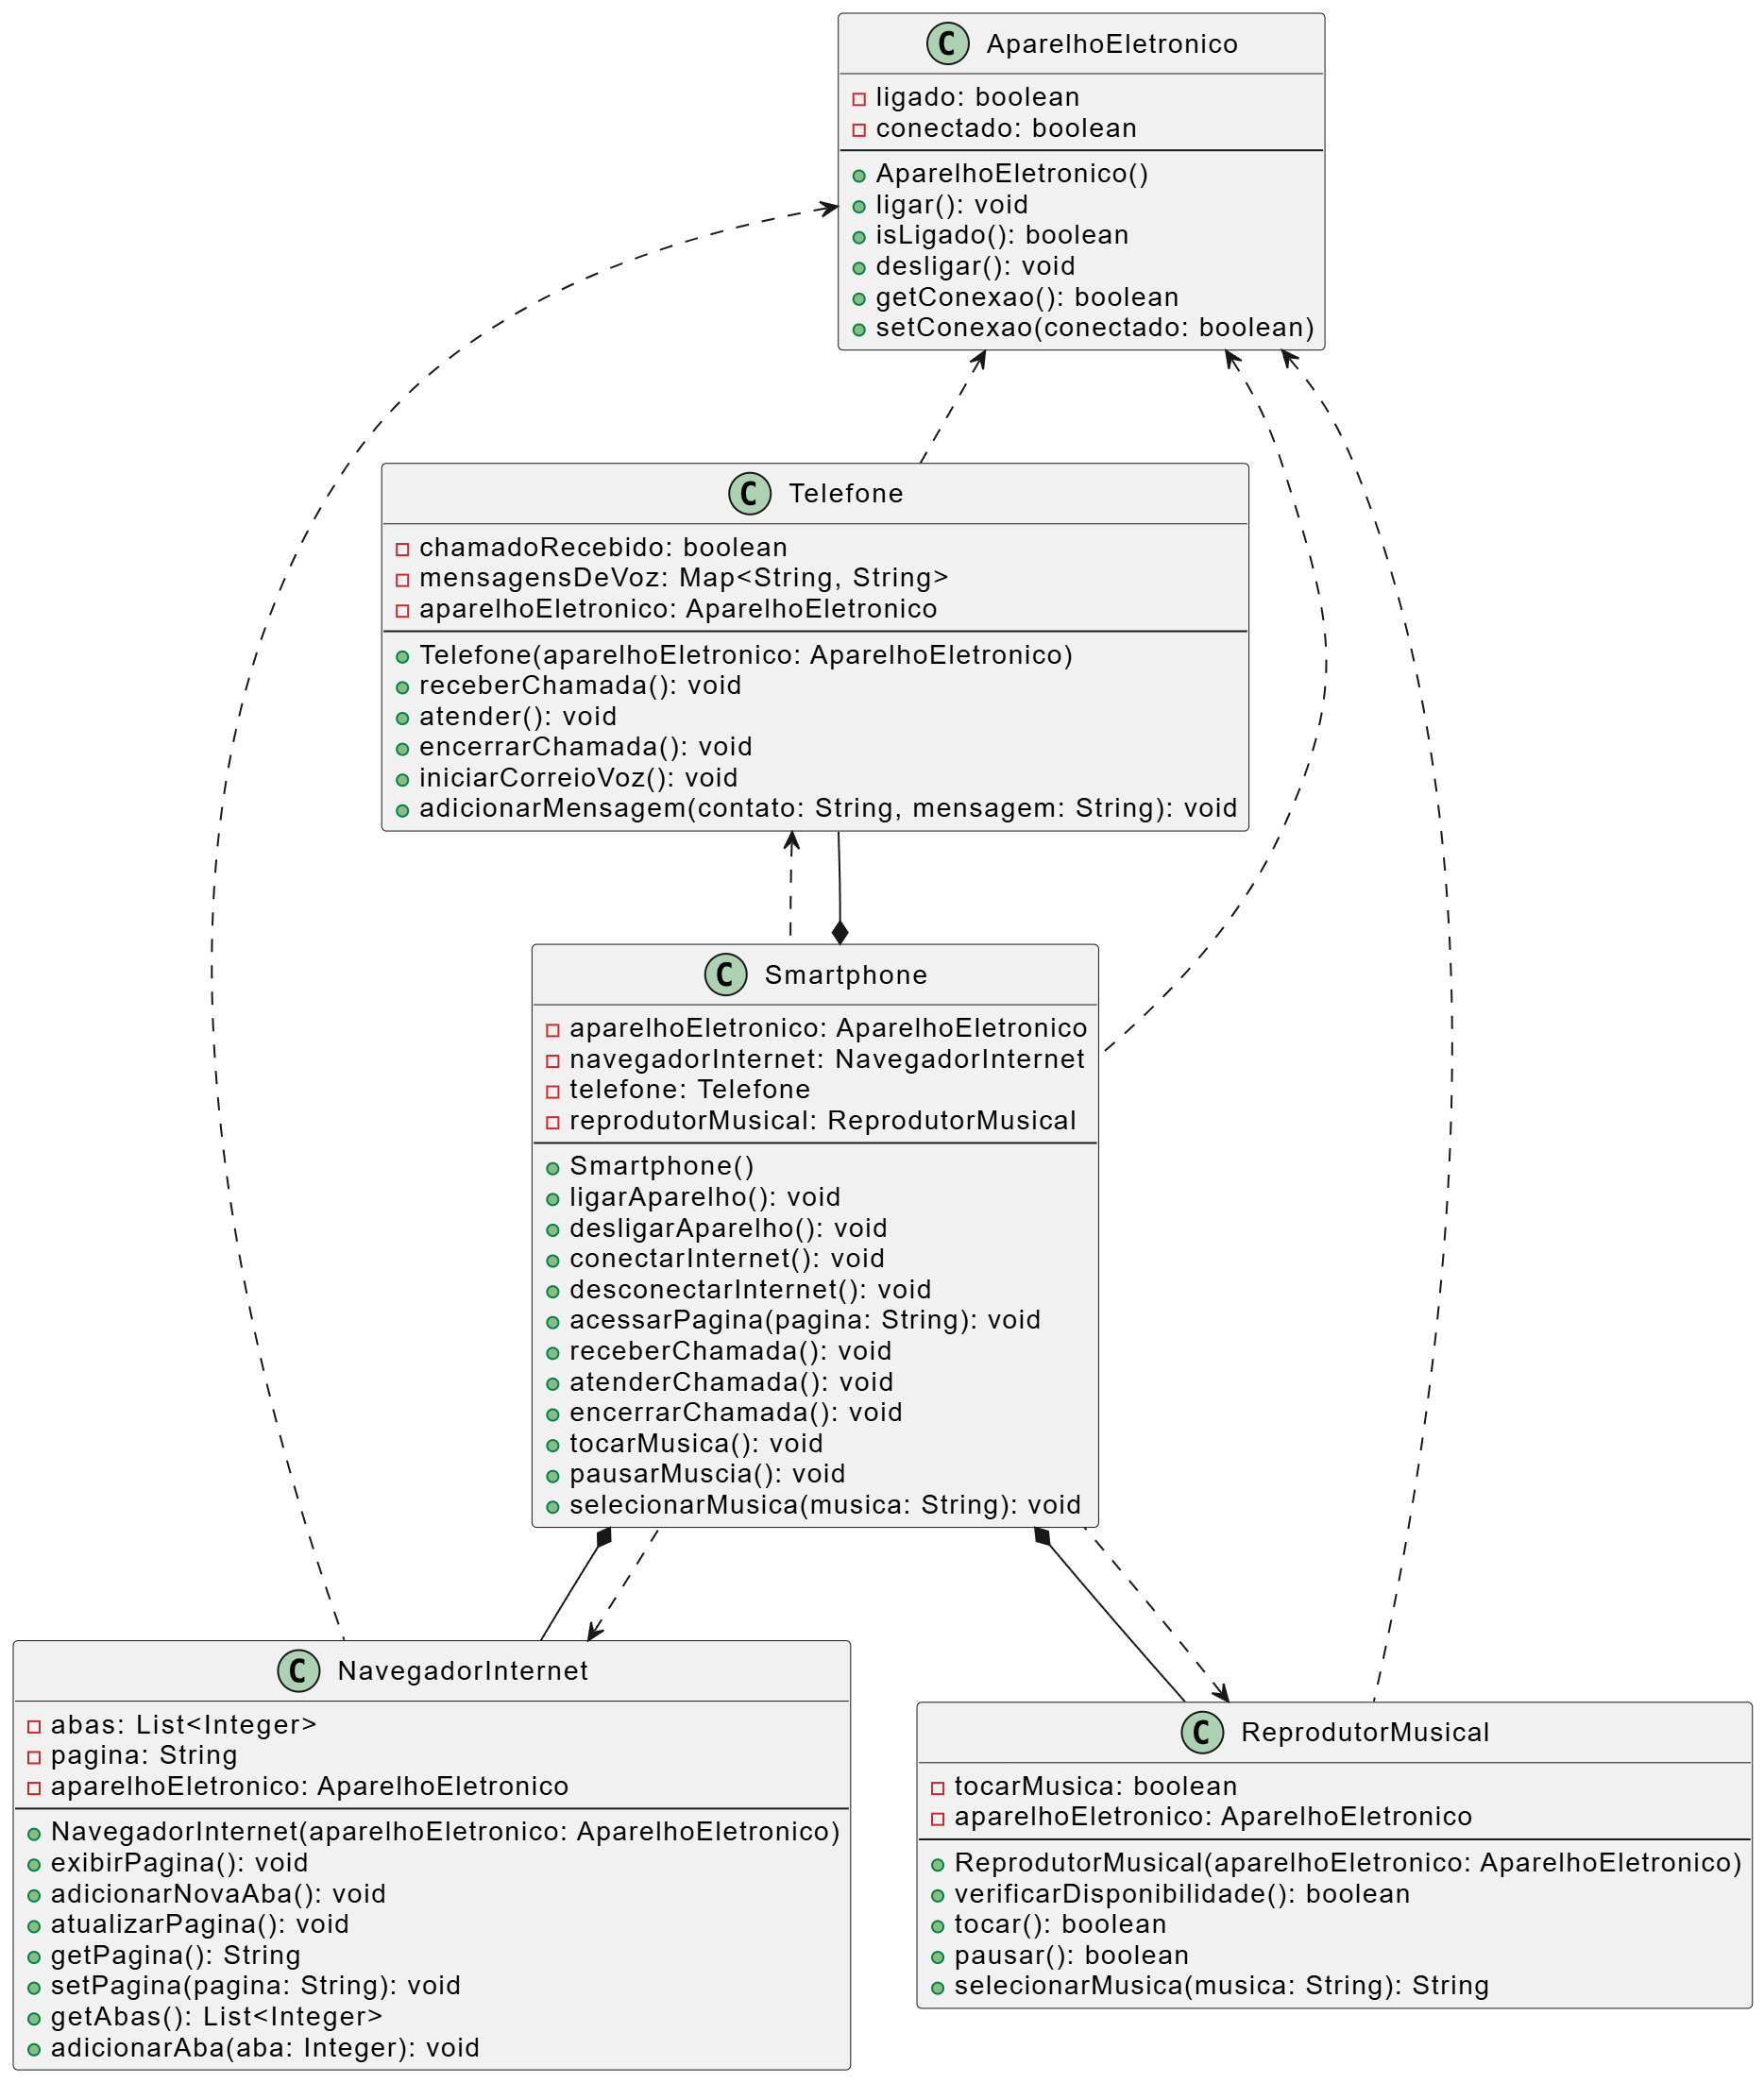 C AparelhoEletronico
ligado: boolean
conectado: boolean
AparelhoEletronico()
ligar(): void
isLigado(): boolean
desligar(): void
getConexao(): boolean
setConexao(conectado: boolean)
C Telefone
chamadoRecebido: boolean
mensagensDeVoz: Map<String, String>
aparelhoEletronico: AparelhoEletronico
Telefone(aparelhoEletronico: AparelhoEletronico)
receberChamada(): void
atender(): void
encerrarChamada(): void
iniciarCorreioVoz(): void
adicionarMensagem(contato: String, mensagem: String): void
C Smartphone
aparelhoEletronico: AparelhoEletronico
navegadorInternet: NavegadorInternet
telefone: Telefone
reprodutorMusical: ReprodutorMusical
Smartphone()
ligarAparelho(): void
desligarAparelho(): void
conectarInternet(): void
desconectarInternet(): void
acessarPagina(pagina: String): void
receberChamada(): void
atenderChamada(): void
encerrarChamada(): void
tocarMusica(): void
pausarMuscia(): void
selecionarMusica(musica: String): void
C NavegadorInternet
abas: List<Integer>
pagina: String
aparelhoEletronico: AparelhoEletronico
NavegadorInternet(aparelhoEletronico: AparelhoEletronico)
exibirPagina(): void
adicionarNovaAba(): void
atualizarPagina(): void
getPagina(): String
setPagina(pagina: String): void
getAbas(): List<Integer>
adicionarAba(aba: Integer): void
C ReprodutorMusical
tocarMusica: boolean
aparelhoEletronico: AparelhoEletronico
ReprodutorMusical(aparelhoEletronico: AparelhoEletronico)
verificarDisponibilidade(): boolean
tocar(): boolean
pausar(): boolean
selecionarMusica(musica: String): String